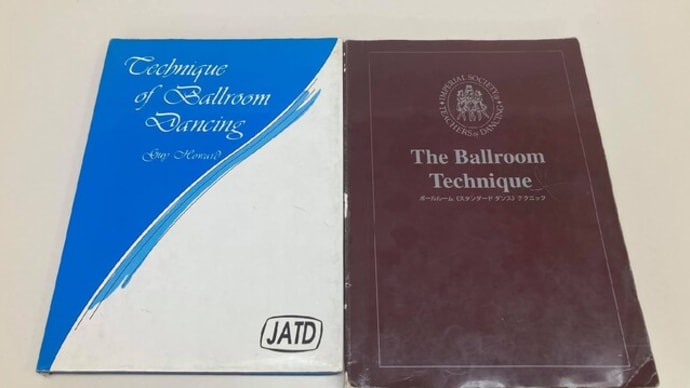 Technique
of Ballroom
Dancing
Guy Howard
JATD
IMPERIAL SOCIETY OF
TEACHERS OF DANCING
The Ballroom
Technique
ボールルーム《スタンダード ダンス》テクニック